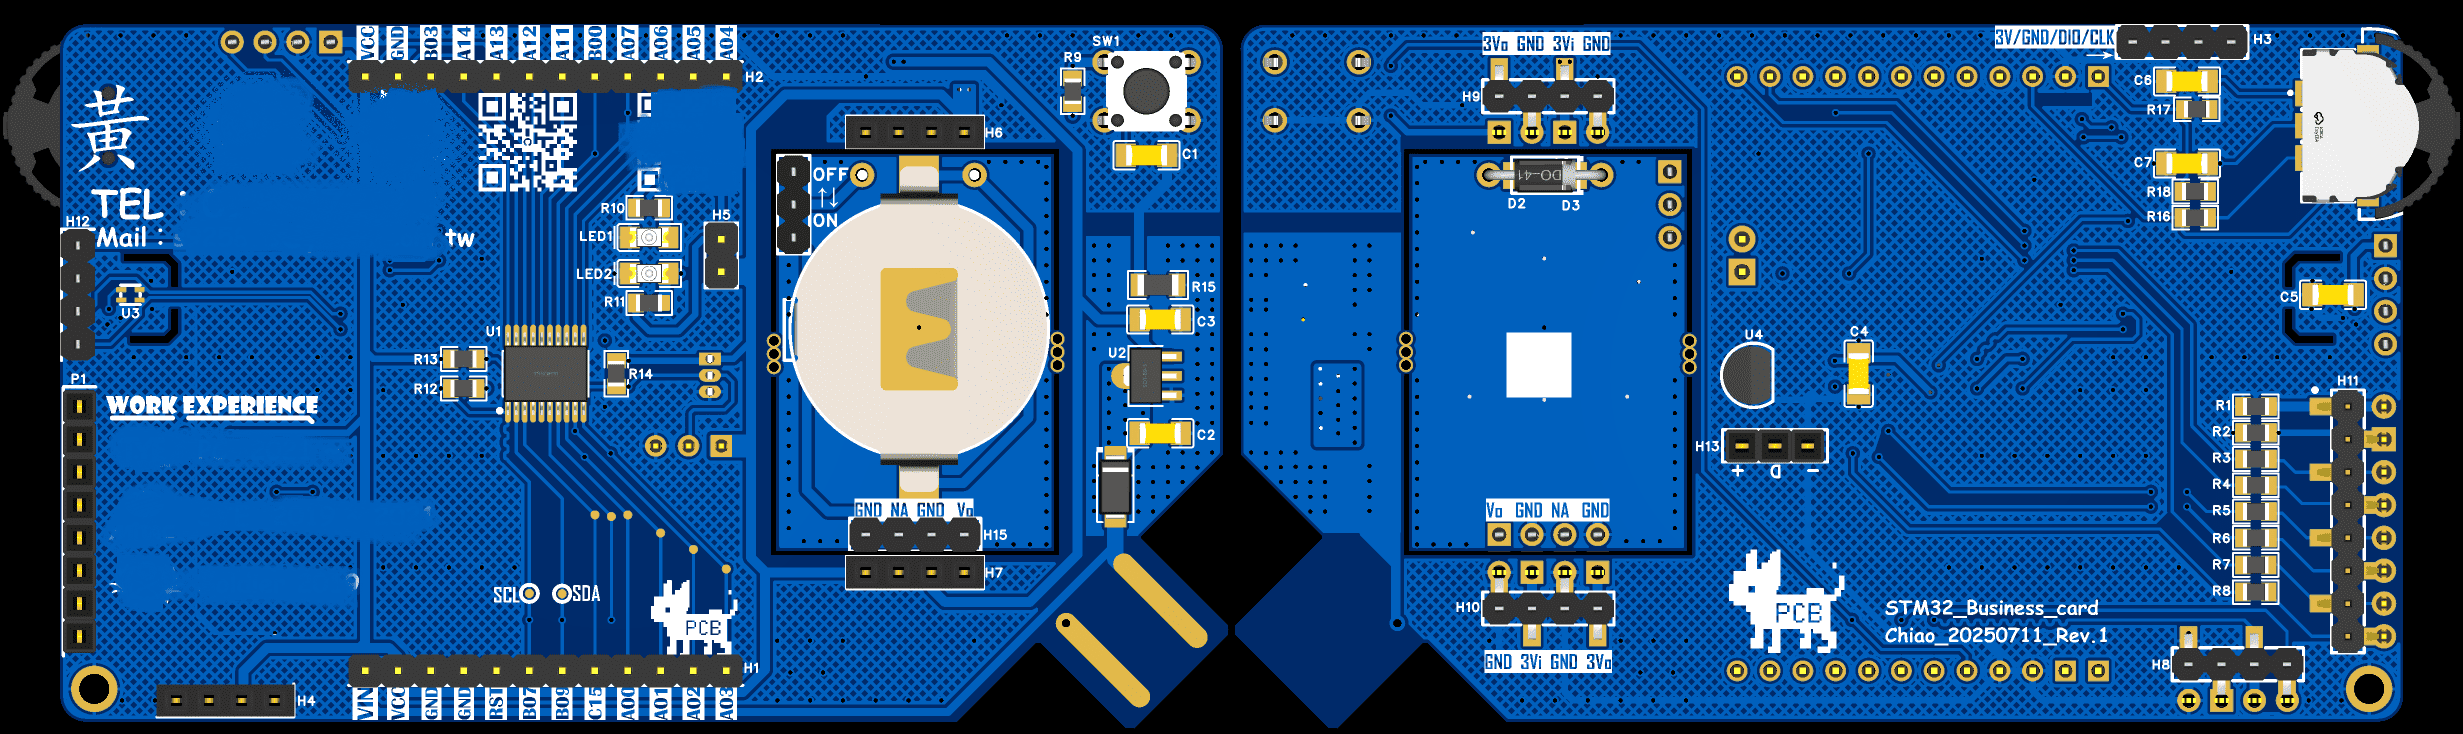 VCC GND B03 A14 A13 A12 A11 B00 A07 A06 A05 A04
H2
黃
TEL
Mail :
tw
H12
U3
R10
LED1
LED2
R11
H5
U1
R13
R12
R14
P1
WORK EXPERIENCE
SCL
SDA
PCB
H1
VIN VCC GND GND RS1 B07 B09 C15 A00 A01 A02 A03
H4
OFF
↑↓
ON
H6
R9
SW1
C1
R15
C3
U2
C2
GND NA GND Vo
H15
H7
3Vo GND 3Vi GND
H9
DO-41
D2
D3
Vo GND NA GND
H10
GND 3Vi GND 3Vo
3V/GND/DIO/CLK
H3
C6
R17
C7
R18
R16
C5
U4
C4
H13
+ D -
H11
R1
R2
R3
R4
R5
R6
R7
R8
PCB
STM32_Business_card
Chiao_20250711_Rev.1
H8